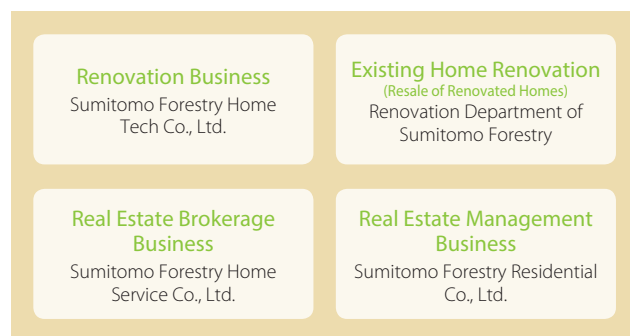 Renovation Business
Sumitomo Forestry Home
Tech Co., Ltd.
Existing Home Renovation
(Resale of Renovated Homes)
Renovation Department of
Sumitomo Forestry
Real Estate Brokerage
Business
Sumitomo Forestry Home
Service Co., Ltd.
Real Estate Management
Business
Sumitomo Forestry Residential
Co., Ltd.